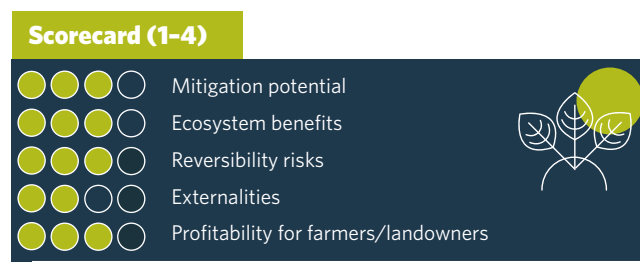 Scorecard (1–4)
Mitigation potential
Ecosystem benefits
Reversibility risks
Externalities
Profitability for farmers/landowners